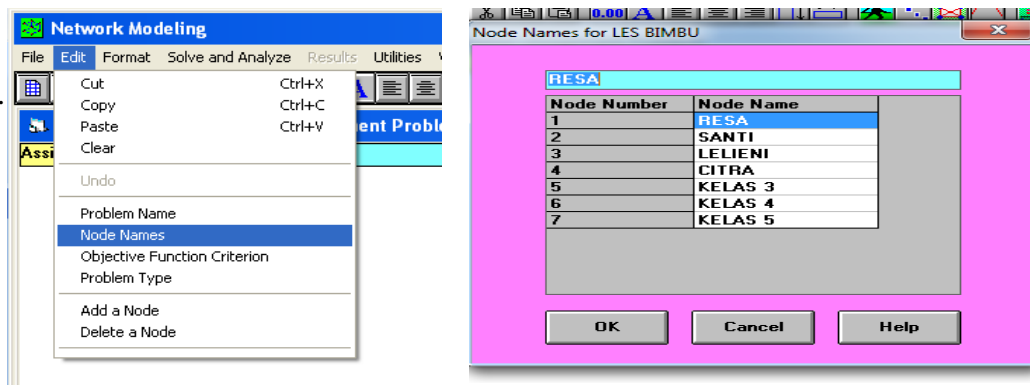 Network Modeling
File Edit Format Solve and Analyze Results Utilities
ent Proble
Assi
Cut Ctrl+X
Copy Ctrl+C
Paste Ctrl+V
Clear
Undo
Problem Name
Node Names
Objective Function Criterion
Problem Type
Add a Node
Delete a Node
0.00 A
Node Names for LES BIMBU
RESA
Node Number Node Name
1 RESA
2 SANTI
3 LELIENI
4 CITRA
5 KELAS 3
6 KELAS 4
7 KELAS 5
OK Cancel Help